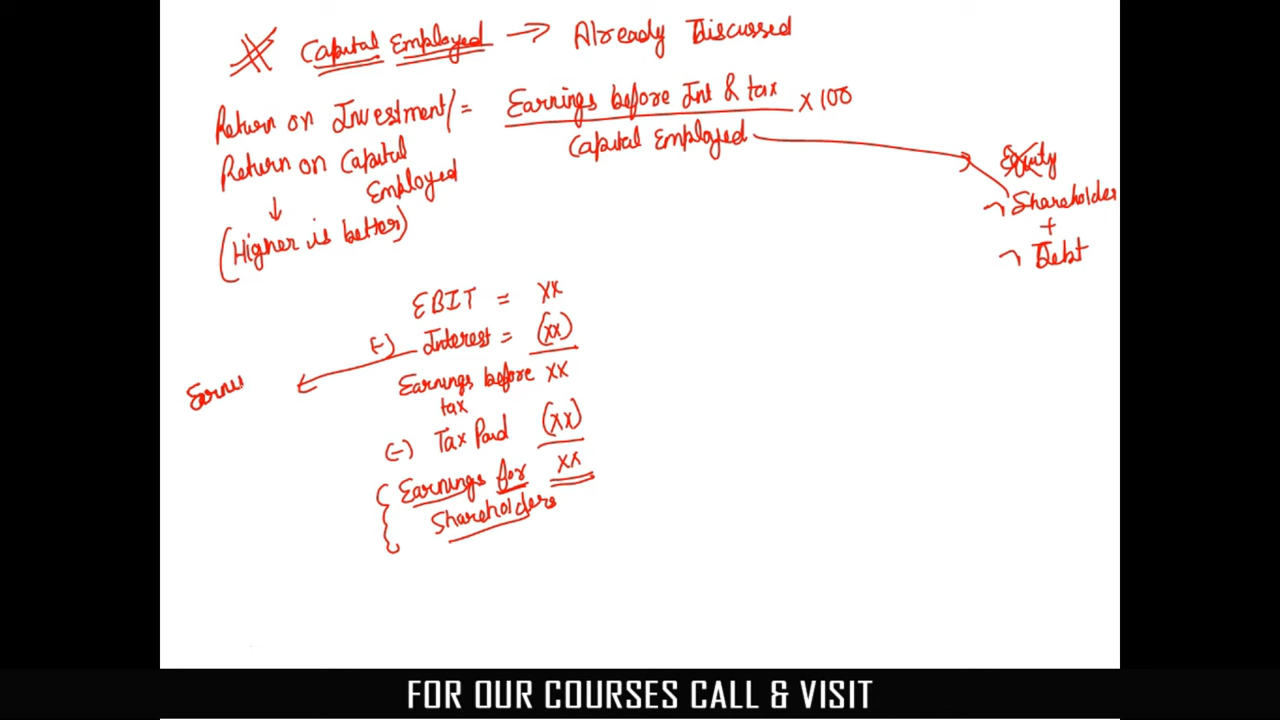 Capital Employed → Already Discussed
Return on Investment/ = Earnings before Int & tax × 100
Return on Capital Employed
Capital Employed
↓
(Higher is better)
Equity
→ Shareholder
+
→ Debt
EBIT = XX
(-) Interest = (xx)
Earnings before tax XX
(-) Tax Paid (XX)
Earnings for XX
Shareholders
FOR OUR COURSES CALL & VISIT